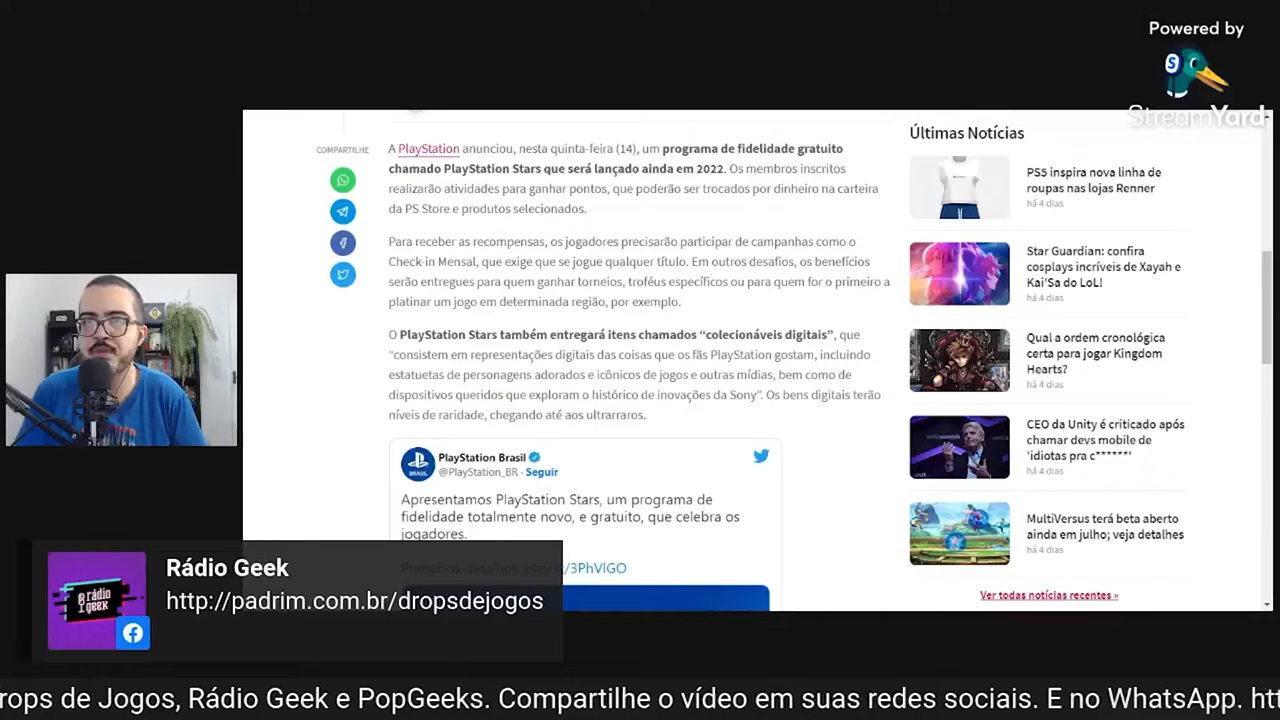 Powered by
StreamYard
COMPARTILHE
A PlayStation anunciou, nesta quinta-feira (14), um programa de fidelidade gratuito
chamado PlayStation Stars que será lançado ainda em 2022. Os membros inscritos
realizarão atividades para ganhar pontos, que poderão ser trocados por dinheiro na carteira
da PS Store e produtos selecionados.
Para receber as recompensas, os jogadores precisarão participar de campanhas como o
Check-in Mensal, que exige que se jogue qualquer título. Em outros desafios, os benefícios
serão entregues para quem ganhar torneios, troféus específicos ou para quem for o primeiro a
platinar um jogo em determinada região, por exemplo.
O PlayStation Stars também entregará itens chamados “colecionáveis digitais”, que
“consistem em representações digitais das coisas que os fãs PlayStation gostam, incluindo
estatuetas de personagens adorados e icônicos de jogos e outras mídias, bem como de
dispositivos queridos que exploram o histórico de inovações da Sony”. Os bens digitais terão
níveis de raridade, chegando até aos ultrarraros.
BRASIL
PlayStation Brasil
@PlayStation_BR · Seguir
Apresentamos PlayStation Stars, um programa de
fidelidade totalmente novo, e gratuito, que celebra os
jogadores.
Primeiros detalhes: play.st/3PhVlGO
Últimas Notícias
PS5 inspira nova linha de
roupas nas lojas Renner
há 4 dias
Star Guardian: confira
cosplays incríveis de Xayah e
Kai'Sa do LoL!
há 4 dias
Qual a ordem cronológica
certa para jogar Kingdom
Hearts?
há 4 dias
CEO da Unity é criticado após
chamar devs mobile de
'idiotas pra c******'
há 4 dias
MultiVersus terá beta aberto
ainda em julho; veja detalhes
há 4 dias
Ver todas notícias recentes »
rádio
geek
Rádio Geek
http://padrim.com.br/dropsdejogos
rops de Jogos, Rádio Geek e PopGeeks. Compartilhe o vídeo em suas redes sociais. E no WhatsApp. htt